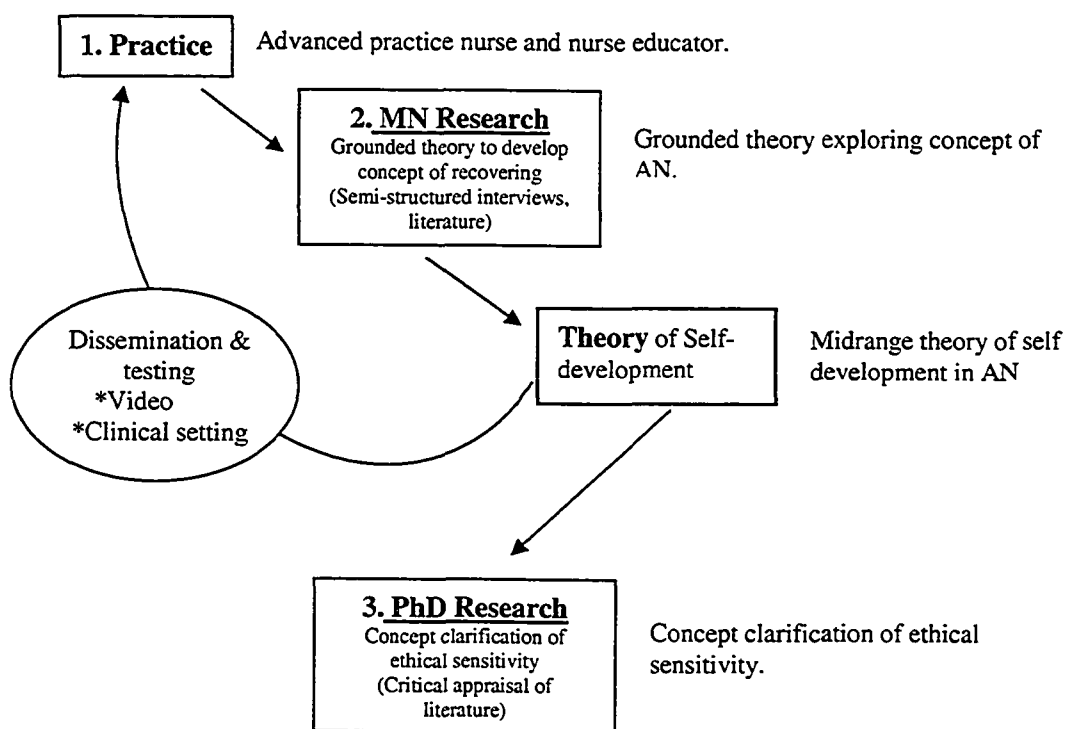 1. Practice
Advanced practice nurse and nurse educator.
2. MN Research
Grounded theory to develop
concept of recovering
(Semi-structured interviews,
literature)
Grounded theory exploring concept of
AN.
Dissemination &
testing
*Video
*Clinical setting
Theory of Self-
development
Midrange theory of self
development in AN
3. PhD Research
Concept clarification of
ethical sensitivity
(Critical appraisal of
literature)
Concept clarification of ethical
sensitivity.